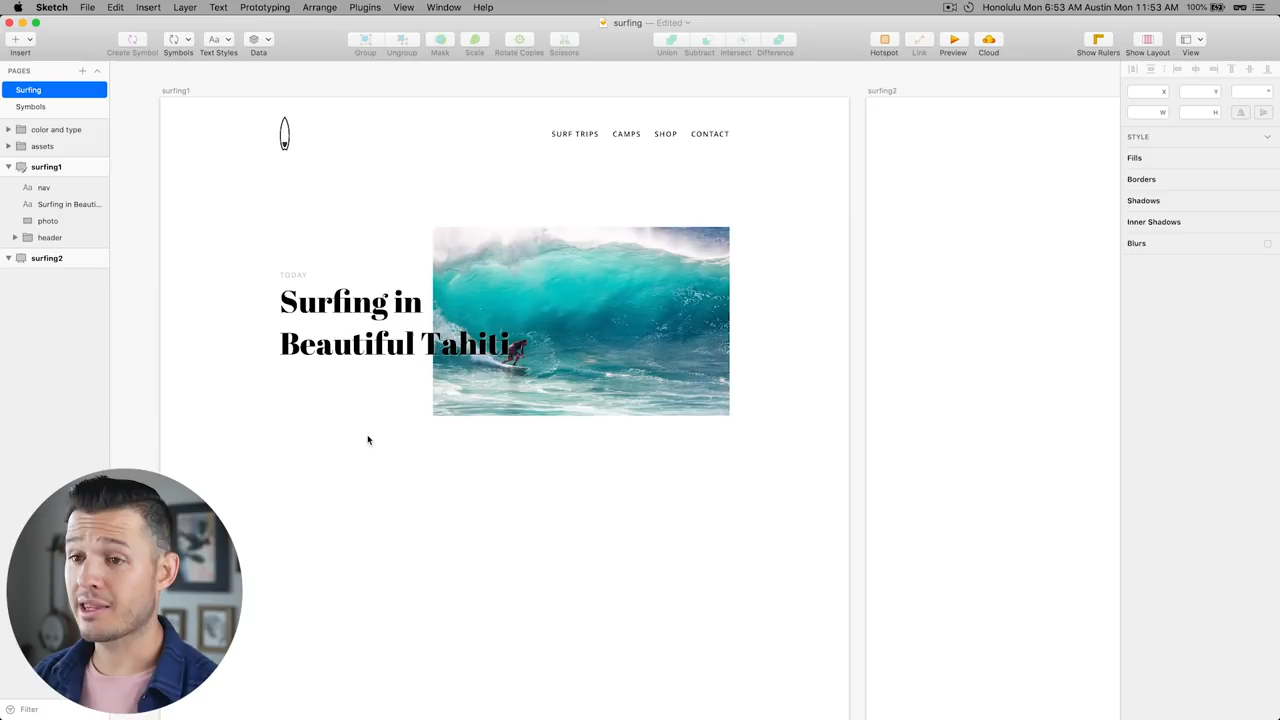 Sketch File Edit Insert Layer Text Prototyping Arrange Plugins View Window Help Honolulu Mon 6:53 AM Austin Mon 11:53 AM 100%
surfing — Edited
Insert Create Symbol Symbols Text Styles Data Group Ungroup Mask Scale Rotate Copies Scissors Union Subtract Intersect Difference Hotspot Link Preview Cloud Show Rulers Show Layout View
PAGES
Surfing
Symbols
color and type
assets
surfing1
nav
Surfing in Beauti...
photo
header
surfing2
Filter
surfing1
SURF TRIPS CAMPS SHOP CONTACT
TODAY
Surfing in
Beautiful Tahiti
surfing2
X Y °
W H
STYLE
Fills
Borders
Shadows
Inner Shadows
Blurs